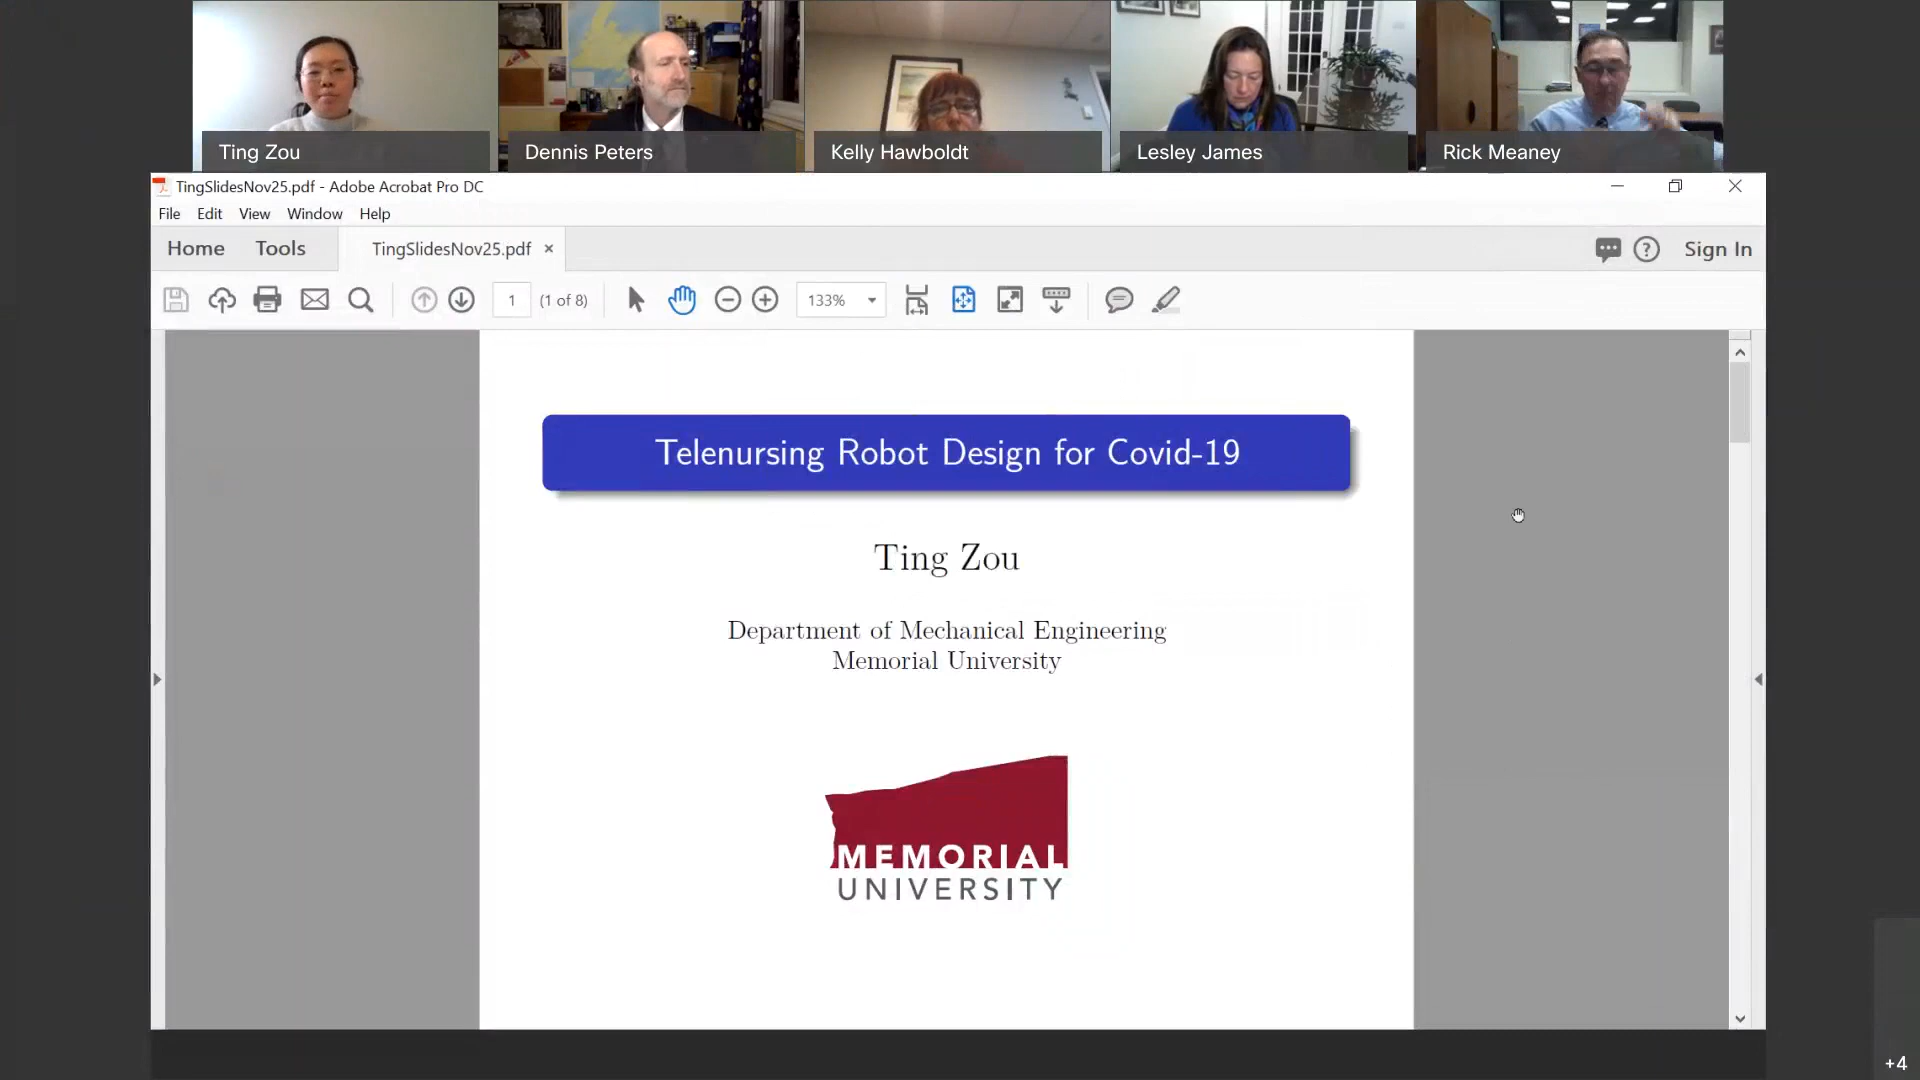 Ting Zou
Dennis Peters
Kelly Hawboldt
Lesley James
Rick Meaney
TingSlidesNov25.pdf - Adobe Acrobat Pro DC
File Edit View Window Help
Home Tools TingSlidesNov25.pdf × Sign In
1 (1 of 8) 133%
Telenursing Robot Design for Covid-19
Ting Zou
Department of Mechanical Engineering
Memorial University
MEMORIAL
UNIVERSITY
+4